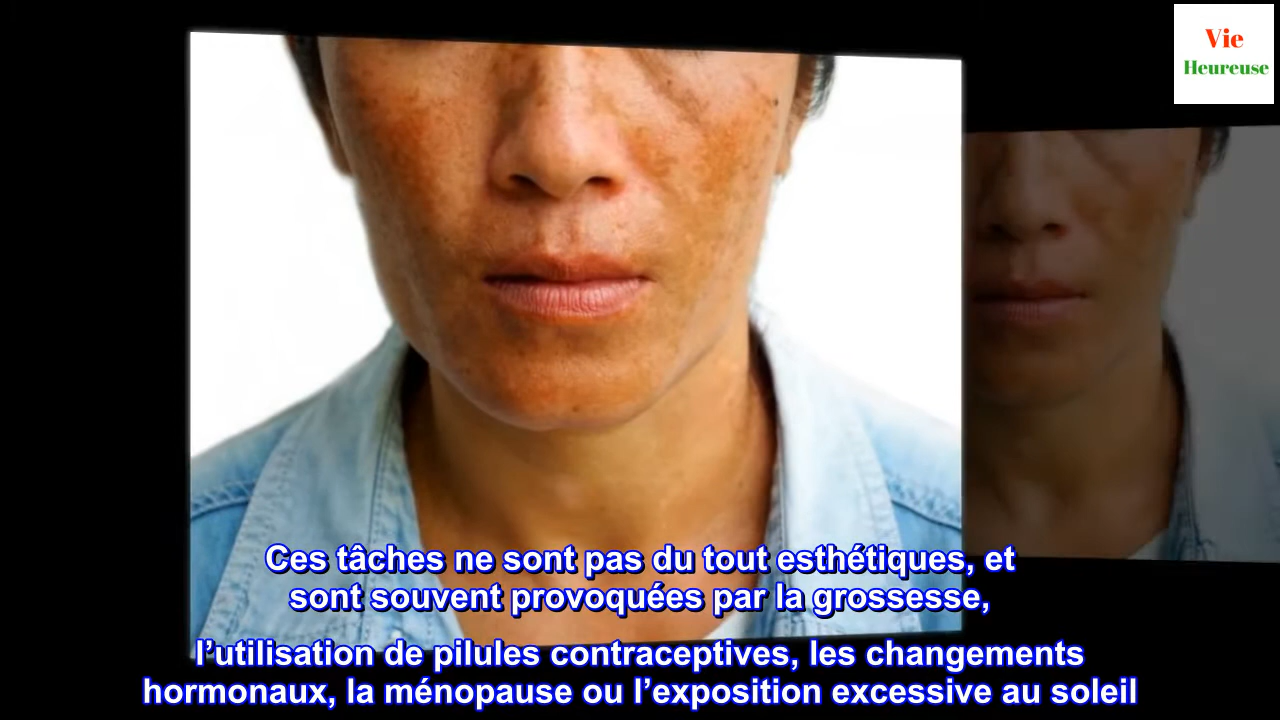 Vie
Heureuse
Ces tâches ne sont pas du tout esthétiques, et
sont souvent provoquées par la grossesse,
l’utilisation de pilules contraceptives, les changements
hormonaux, la ménopause ou l’exposition excessive au soleil